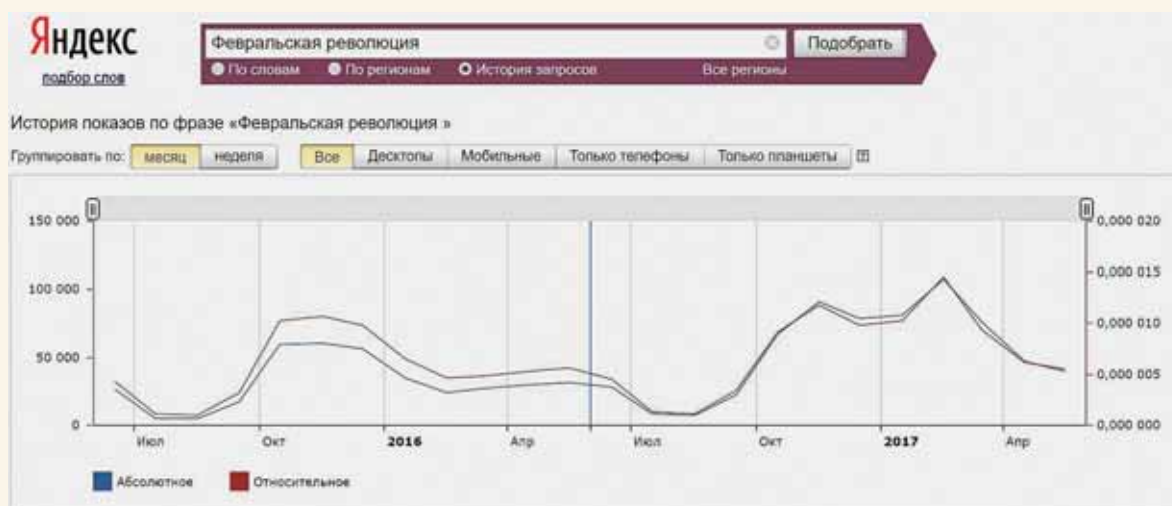 Яндекс
подбор слов
Февральская революция
Подобрать
По словам По регионам История запросов Все регионы
История показов по фразе «Февральская революция »
Группировать по: месяц неделя Все Десктопы Мобильные Только телефоны Только планшеты
150 000 0,000 020
0,000 015
100 000
0,000 010
50 000
0,000 005
0 0,000 000
Июл Окт 2016 Апр Июл Окт 2017 Апр
Абсолютное Относительное